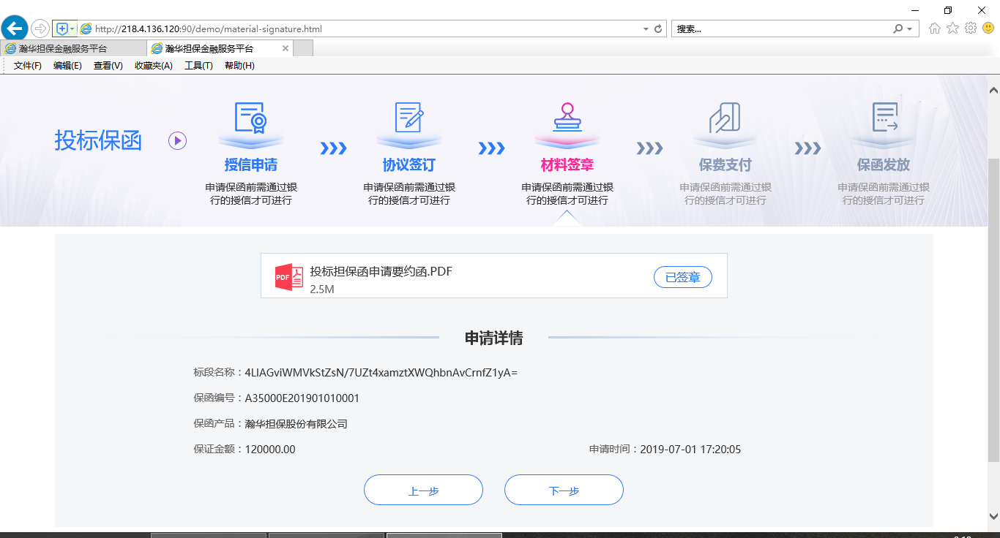 http://218.4.136.120:90/demo/material-signature.html
搜索...
瀚华担保金融服务平台
瀚华担保金融服务平台
文件(F) 编辑(E) 查看(V) 收藏夹(A) 工具(T) 帮助(H)
投标保函
授信申请
申请保函前需通过银
行的授信才可进行
协议签订
申请保函前需通过银
行的授信才可进行
材料签章
申请保函前需通过银
行的授信才可进行
保费支付
申请保函前需通过银
行的授信才可进行
保函发放
申请保函前需通过银
行的授信才可进行
PDF
投标担保函申请要约函.PDF
2.5M
已签章
申请详情
标段名称：4LIAGviWMVkStZsN/7UZt4xamztXWQhbnAvCrnfZ1yA=
保函编号：A35000E201901010001
保函产品：瀚华担保股份有限公司
保证金额：120000.00
申请时间：2019-07-01 17:20:05
上一步
下一步